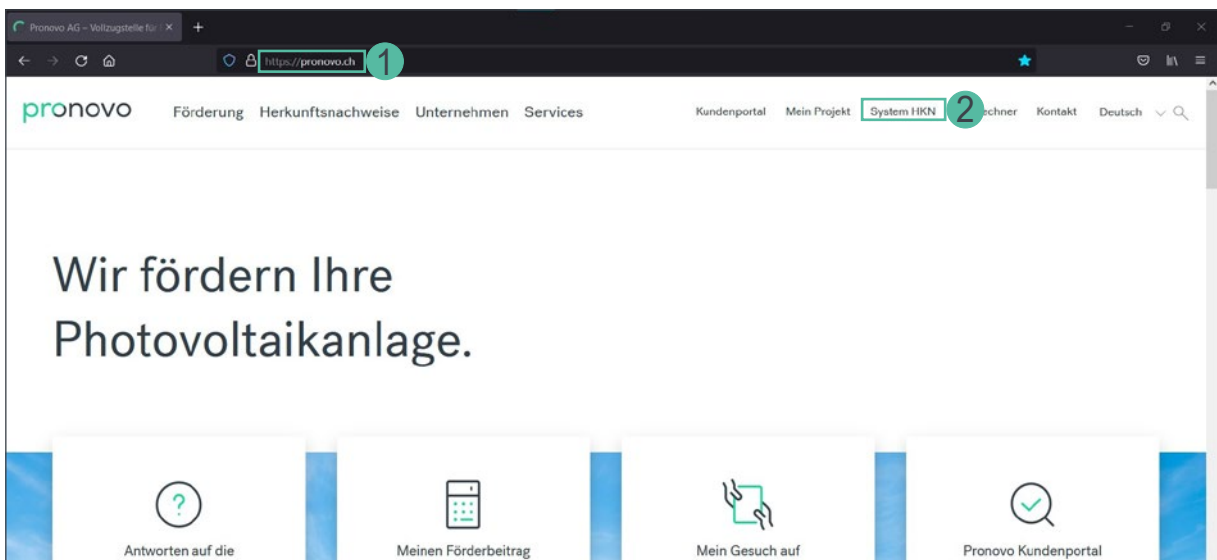 Pronovo AG – Vollzugstelle für
https://pronovo.ch
1
pronovo
Förderung Herkunftsnachweise Unternehmen Services
Kundenportal Mein Projekt System HKN 2 echner Kontakt Deutsch
Wir fördern Ihre
Photovoltaikanlage.
Antworten auf die
Meinen Förderbeitrag
Mein Gesuch auf
Pronovo Kundenportal